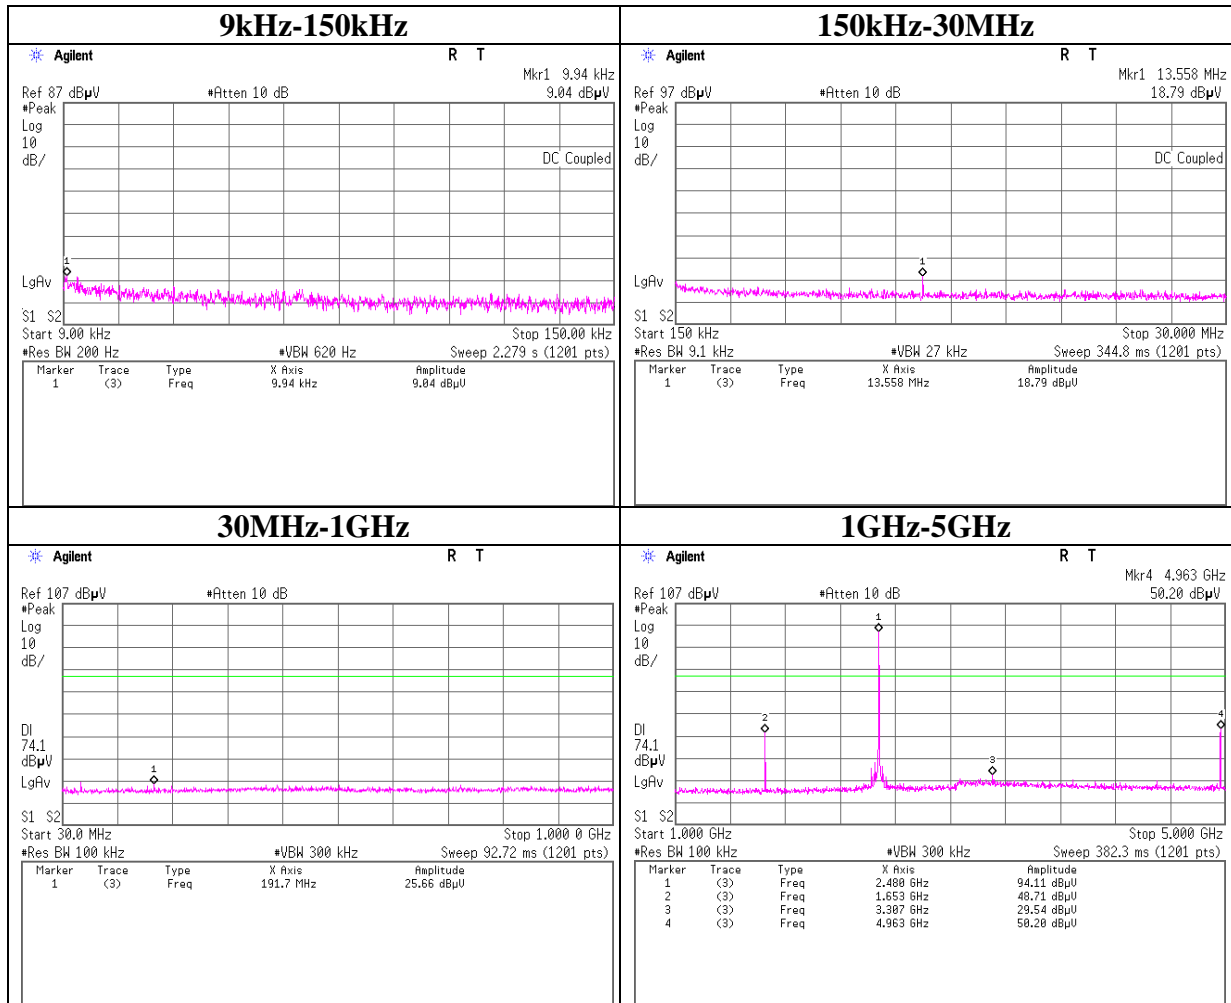 9kHz-150kHz
Agilent R T
Mkr1 9.94 kHz
Ref 87 dBµV #Atten 10 dB 9.04 dBµV
#Peak
Log
10
dB/
DC Coupled
1
LgAv
S1 S2
Start 9.00 kHz Stop 150.00 kHz
#Res BW 200 Hz #VBW 620 Hz Sweep 2.279 s (1201 pts)
Marker Trace Type X Axis Amplitude
1 (3) Freq 9.94 kHz 9.04 dBµV
150kHz-30MHz
Agilent R T
Mkr1 13.558 MHz
Ref 97 dBµV #Atten 10 dB 18.79 dBµV
#Peak
Log
10
dB/
DC Coupled
1
LgAv
S1 S2
Start 150 kHz Stop 30.000 MHz
#Res BW 9.1 kHz #VBW 27 kHz Sweep 344.8 ms (1201 pts)
Marker Trace Type X Axis Amplitude
1 (3) Freq 13.558 MHz 18.79 dBµV
30MHz-1GHz
Agilent R T
Ref 107 dBµV #Atten 10 dB
#Peak
Log
10
dB/
DI
74.1
dBµV
1
LgAv
S1 S2
Start 30.0 MHz Stop 1.000 0 GHz
#Res BW 100 kHz #VBW 300 kHz Sweep 92.72 ms (1201 pts)
Marker Trace Type X Axis Amplitude
1 (3) Freq 191.7 MHz 25.66 dBµV
1GHz-5GHz
Agilent R T
Mkr4 4.963 GHz
Ref 107 dBµV #Atten 10 dB 50.20 dBµV
#Peak
Log
10
dB/
1
2
4
DI
74.1
dBµV
3
LgAv
S1 S2
Start 1.000 GHz Stop 5.000 GHz
#Res BW 100 kHz #VBW 300 kHz Sweep 382.3 ms (1201 pts)
Marker Trace Type X Axis Amplitude
1 (3) Freq 2.480 GHz 94.11 dBµV
2 (3) Freq 1.653 GHz 48.71 dBµV
3 (3) Freq 3.307 GHz 29.54 dBµV
4 (3) Freq 4.963 GHz 50.20 dBµV